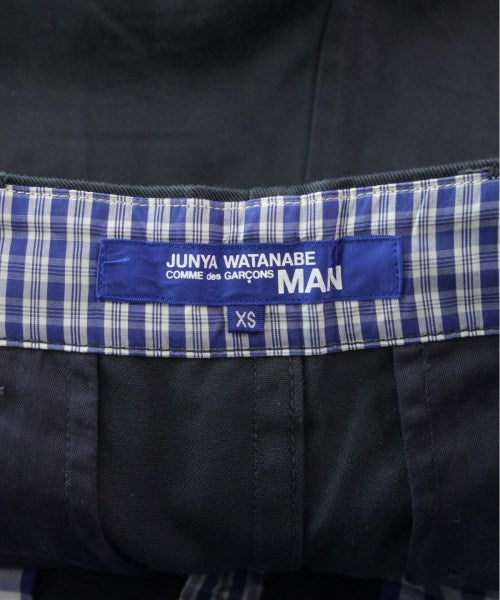 JUNYA WATANABE
COMME des GARÇONS MAN
XS